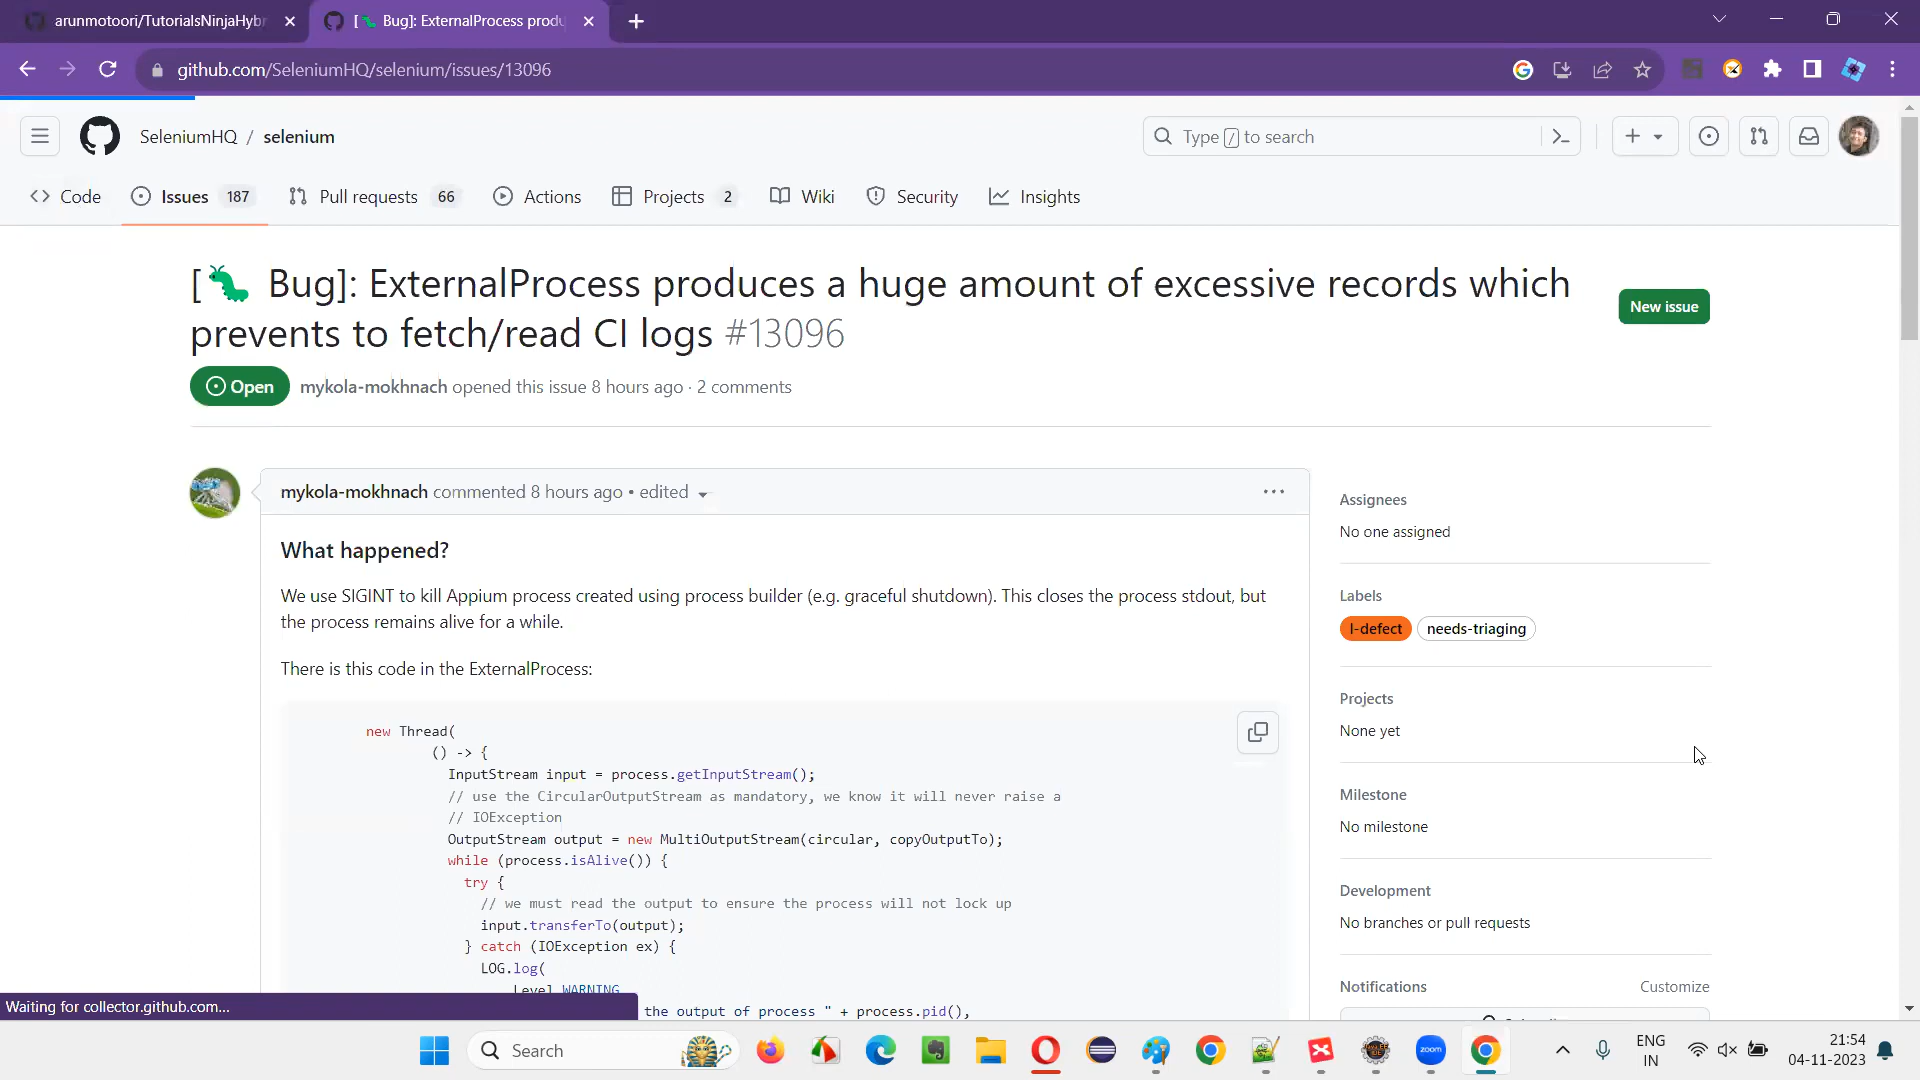 arunmotoori/TutorialsNinjaHybr
[🐛 Bug]: ExternalProcess produ
github.com/SeleniumHQ/selenium/issues/13096
SeleniumHQ / selenium
Type / to search
Code
Issues 187
Pull requests 66
Actions
Projects 2
Wiki
Security
Insights
[🐛 Bug]: ExternalProcess produces a huge amount of excessive records which
prevents to fetch/read CI logs #13096
New issue
Open
mykola-mokhnach opened this issue 8 hours ago · 2 comments
mykola-mokhnach commented 8 hours ago • edited
What happened?
We use SIGINT to kill Appium process created using process builder (e.g. graceful shutdown). This closes the process stdout, but
the process remains alive for a while.
There is this code in the ExternalProcess:
new Thread(
() -> {
InputStream input = process.getInputStream();
// use the CircularOutputStream as mandatory, we know it will never raise a
// IOException
OutputStream output = new MultiOutputStream(circular, copyOutputTo);
while (process.isAlive()) {
try {
// we must read the output to ensure the process will not lock up
input.transferTo(output);
} catch (IOException ex) {
LOG.log(
Level.WARNING
the output of process " + process.pid(),
Assignees
No one assigned
Labels
I-defect
needs-triaging
Projects
None yet
Milestone
No milestone
Development
No branches or pull requests
Notifications
Customize
Waiting for collector.github.com...
Search
zoom
ENG
IN
21:54
04-11-2023